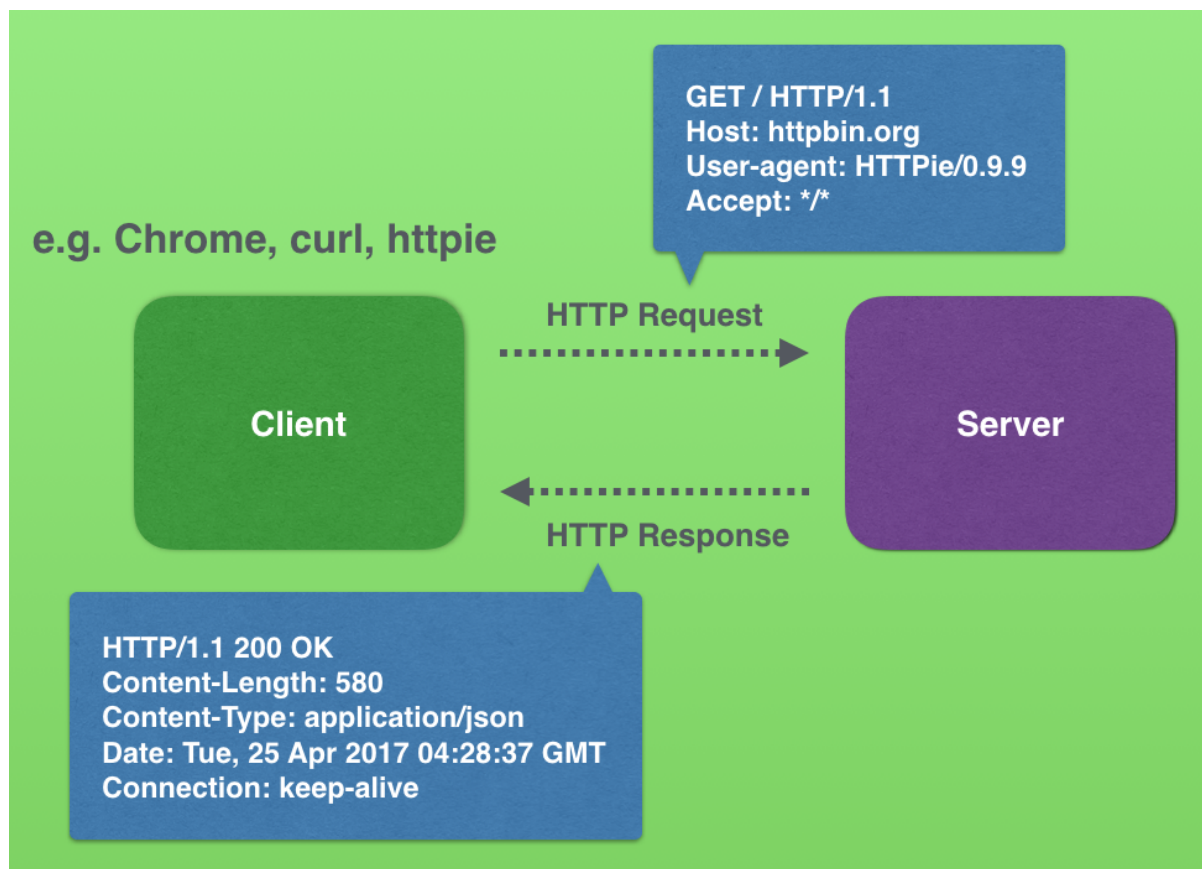 GET / HTTP/1.1
Host: httpbin.org
User-agent: HTTPie/0.9.9
Accept: */*
e.g. Chrome, curl, httpie
HTTP Request
Client
Server
HTTP Response
HTTP/1.1 200 OK
Content-Length: 580
Content-Type: application/json
Date: Tue, 25 Apr 2017 04:28:37 GMT
Connection: keep-alive